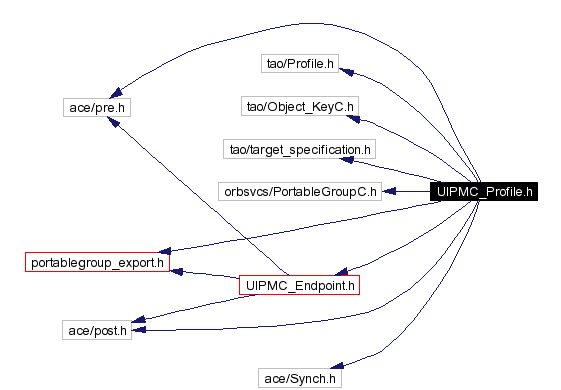 tao/Profile.h
ace/pre.h
tao/Object_KeyC.h
tao/target_specification.h
orbsvcs/PortableGroupC.h
UIPMC_Profile.h
portablegroup_export.h
UIPMC_Endpoint.h
ace/post.h
ace/Synch.h